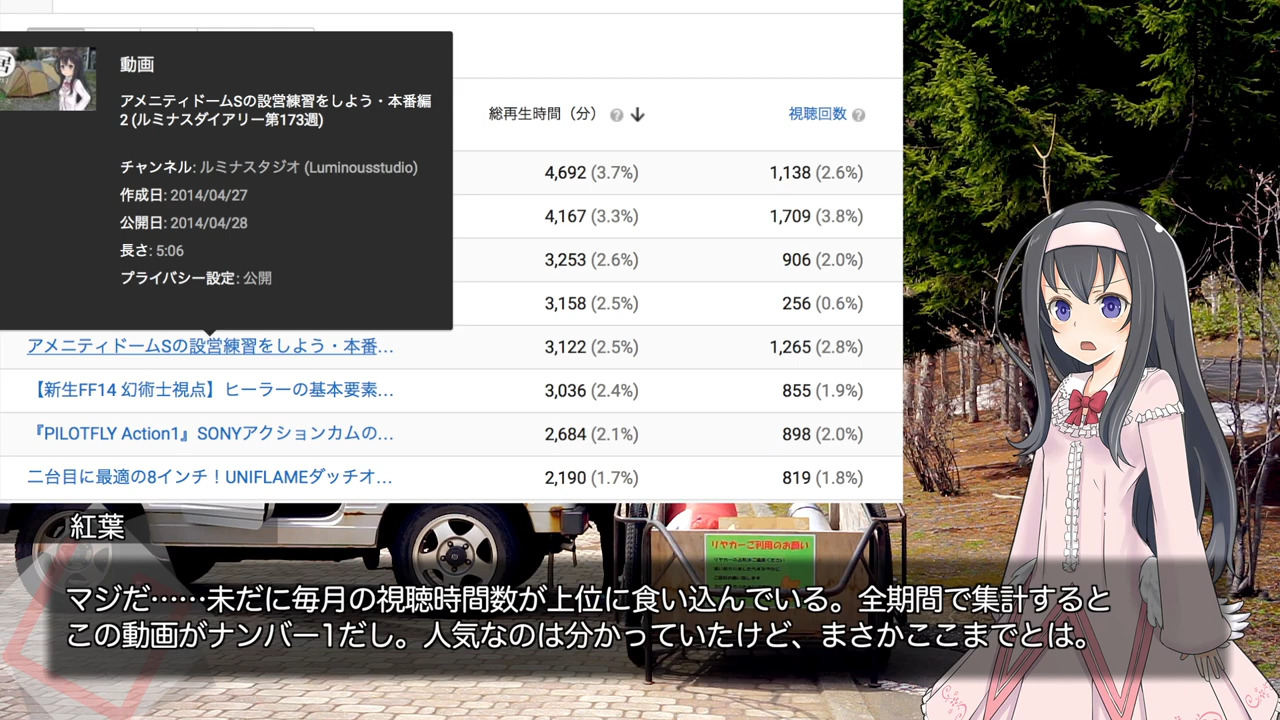 居
動画
アメニティドームSの設営練習をしよう・本番編
2 (ルミナスダイアリー第173週)
チャンネル: ルミナスタジオ (Luminousstudio)
作成日: 2014/04/27
公開日: 2014/04/28
長さ: 5:06
プライバシー設定: 公開
総再生時間（分） ? ↓ 視聴回数 ?
4,692 (3.7%) 1,138 (2.6%)
4,167 (3.3%) 1,709 (3.8%)
3,253 (2.6%) 906 (2.0%)
3,158 (2.5%) 256 (0.6%)
アメニティドームSの設営練習をしよう・本番… 3,122 (2.5%) 1,265 (2.8%)
【新生FF14 幻術士視点】ヒーラーの基本要素… 3,036 (2.4%) 855 (1.9%)
『PILOTFLY Action1』SONYアクションカムの… 2,684 (2.1%) 898 (2.0%)
二台目に最適の8インチ！UNIFLAMEダッチオ… 2,190 (1.7%) 819 (1.8%)
リヤカーご利用のお願い
紅葉
マジだ……未だに毎月の視聴時間数が上位に食い込んでいる。全期間で集計すると
この動画がナンバー1だし。人気なのは分かっていたけど、まさかここまでとは。